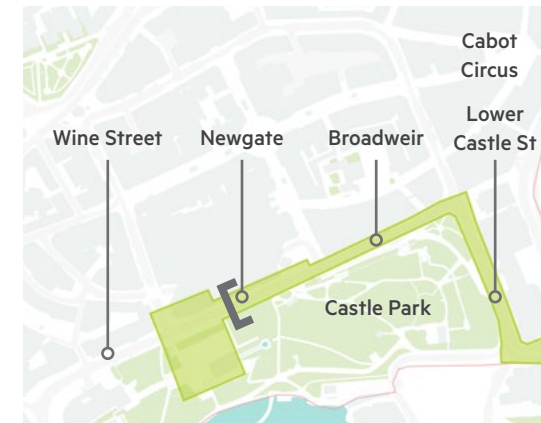 Cabot
Circus
Wine Street
Newgate
Broadweir
Lower
Castle St
Castle Park